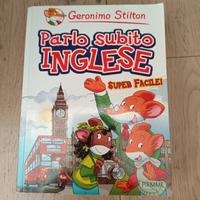 Geronimo Stilton
Parlo subito
INGLESE
SUPER FACILE!
PIEMME